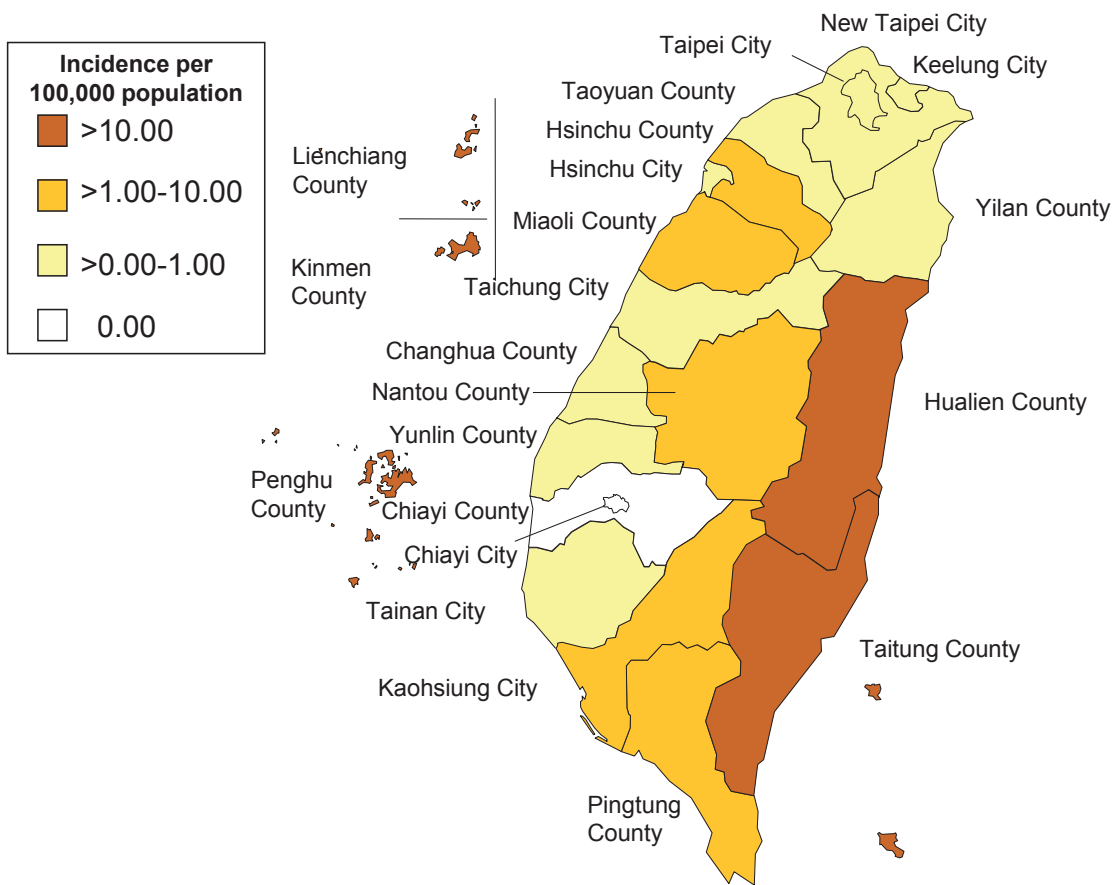 Incidence per
100,000 population
>10.00
>1.00-10.00
>0.00-1.00
0.00
New Taipei City
Taipei City
Keelung City
Taoyuan County
Hsinchu County
Lienchiang
County
Hsinchu City
Miaoli County
Yilan County
Kinmen
County
Taichung City
Changhua County
Nantou County
Hualien County
Yunlin County
Penghu
County
Chiayi County
Chiayi City
Tainan City
Taitung County
Kaohsiung City
Pingtung
County